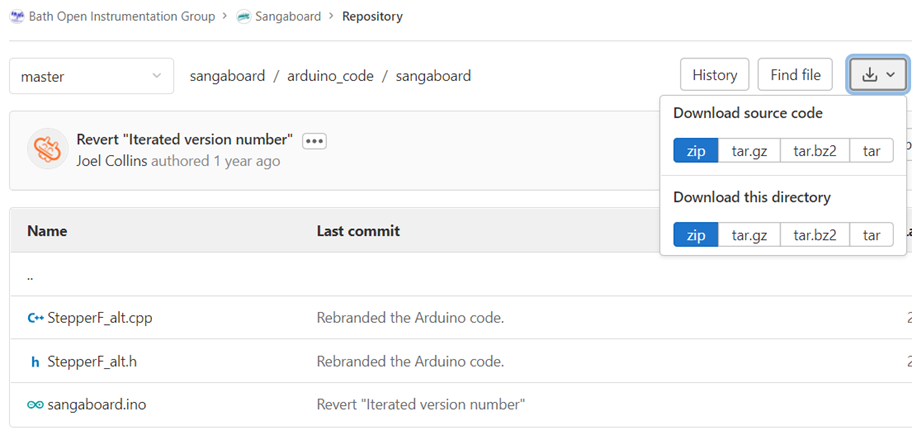 Bath Open Instrumentation Group > Sangaboard > Repository
master
sangaboard / arduino_code / sangaboard
History
Find file
Download source code
zip tar.gz tar.bz2 tar
Download this directory
zip tar.gz tar.bz2 tar
Revert "Iterated version number"
Joel Collins authored 1 year ago
Name Last commit
..
C++ StepperF_alt.cpp Rebranded the Arduino code.
h StepperF_alt.h Rebranded the Arduino code.
sangaboard.ino Revert "Iterated version number"